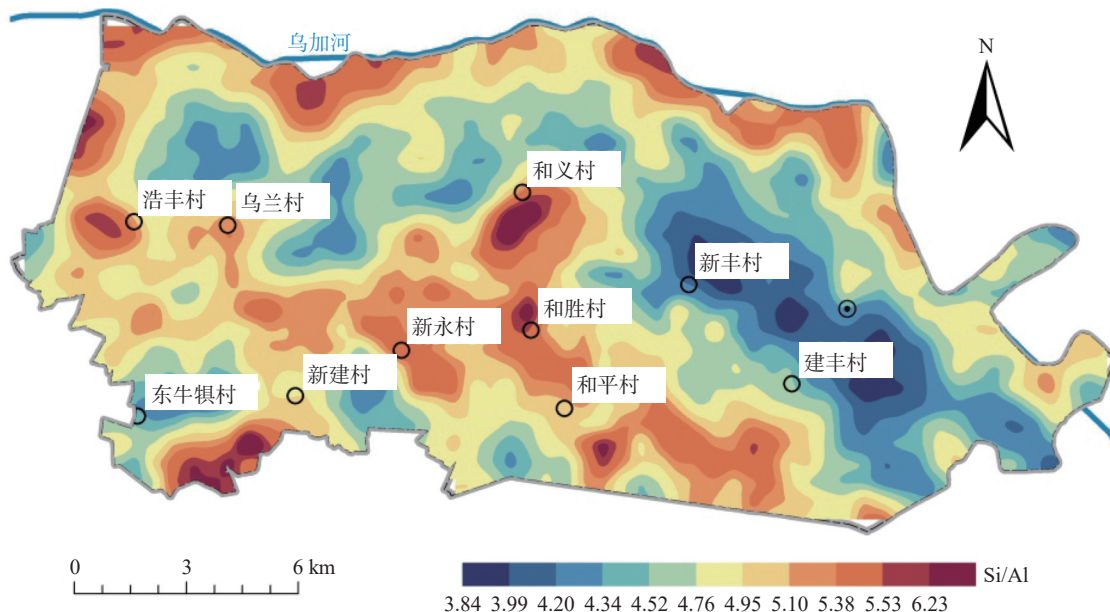 乌加河
N
和义村
浩丰村
乌兰村
新丰村
和胜村
新永村
新建村
建丰村
东牛犋村
和平村
0 3 6 km
Si/Al
3.84 3.99 4.20 4.34 4.52 4.76 4.95 5.10 5.38 5.53 6.23